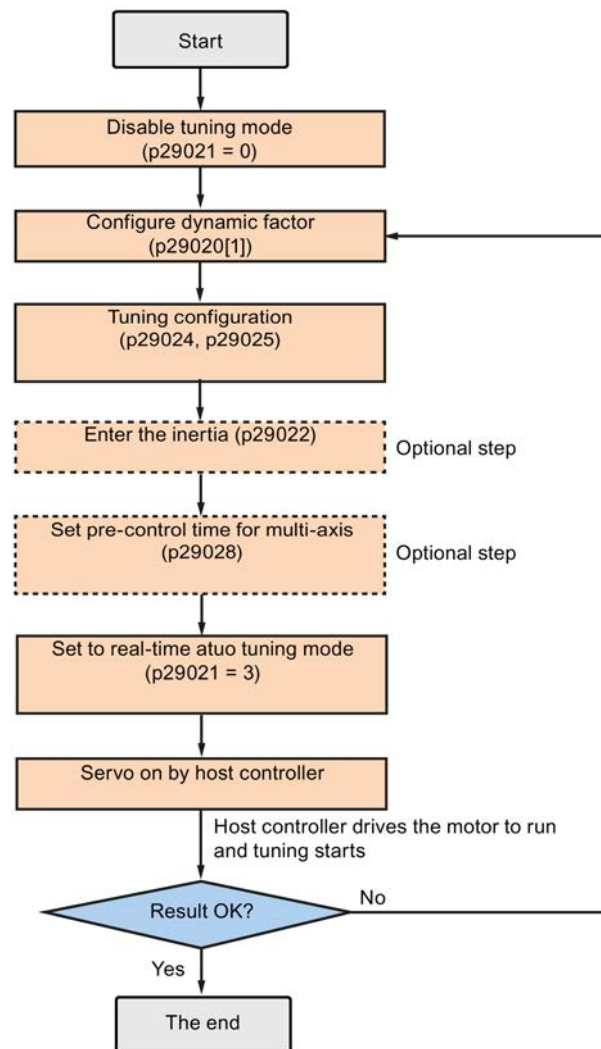 Start
Disable tuning mode
(p29021 = 0)
Configure dynamic factor
(p29020[1])
Tuning configuration
(p29024, p29025)
Enter the inertia (p29022)
Optional step
Set pre-control time for multi-axis
(p29028)
Optional step
Set to real-time atuo tuning mode
(p29021 = 3)
Servo on by host controller
Host controller drives the motor to run
and tuning starts
Result OK?
No
Yes
The end